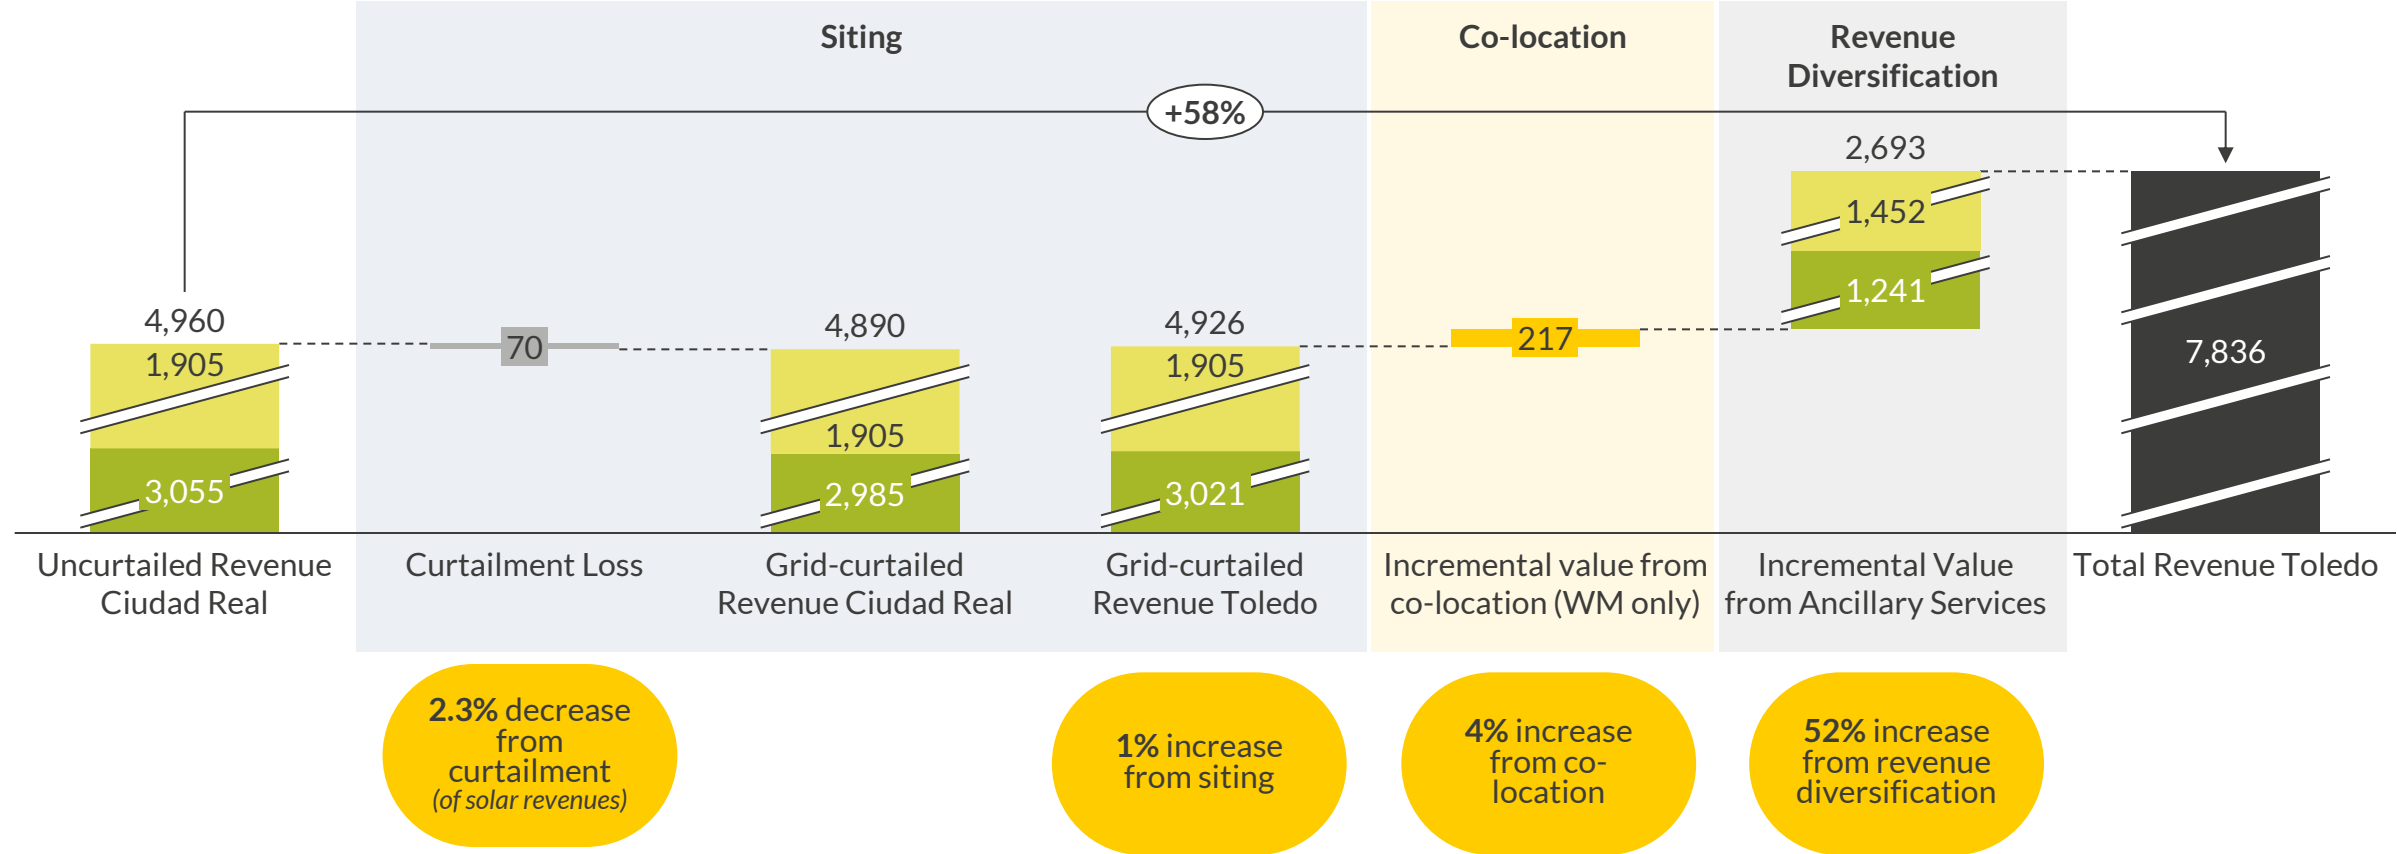 Siting
Co-location
Revenue
Diversification
+58%
2,693
1,452
1,241
4,960
1,905
3,055
70
4,890
1,905
2,985
4,926
1,905
3,021
217
7,836
Uncurtailed Revenue
Ciudad Real
Curtailment Loss
Grid-curtailed
Revenue Ciudad Real
Grid-curtailed
Revenue Toledo
Incremental value from
co-location (WM only)
Incremental Value
from Ancillary Services
Total Revenue Toledo
2.3% decrease
from
curtailment
(of solar revenues)
1% increase
from siting
4% increase
from co-
location
52% increase
from revenue
diversification